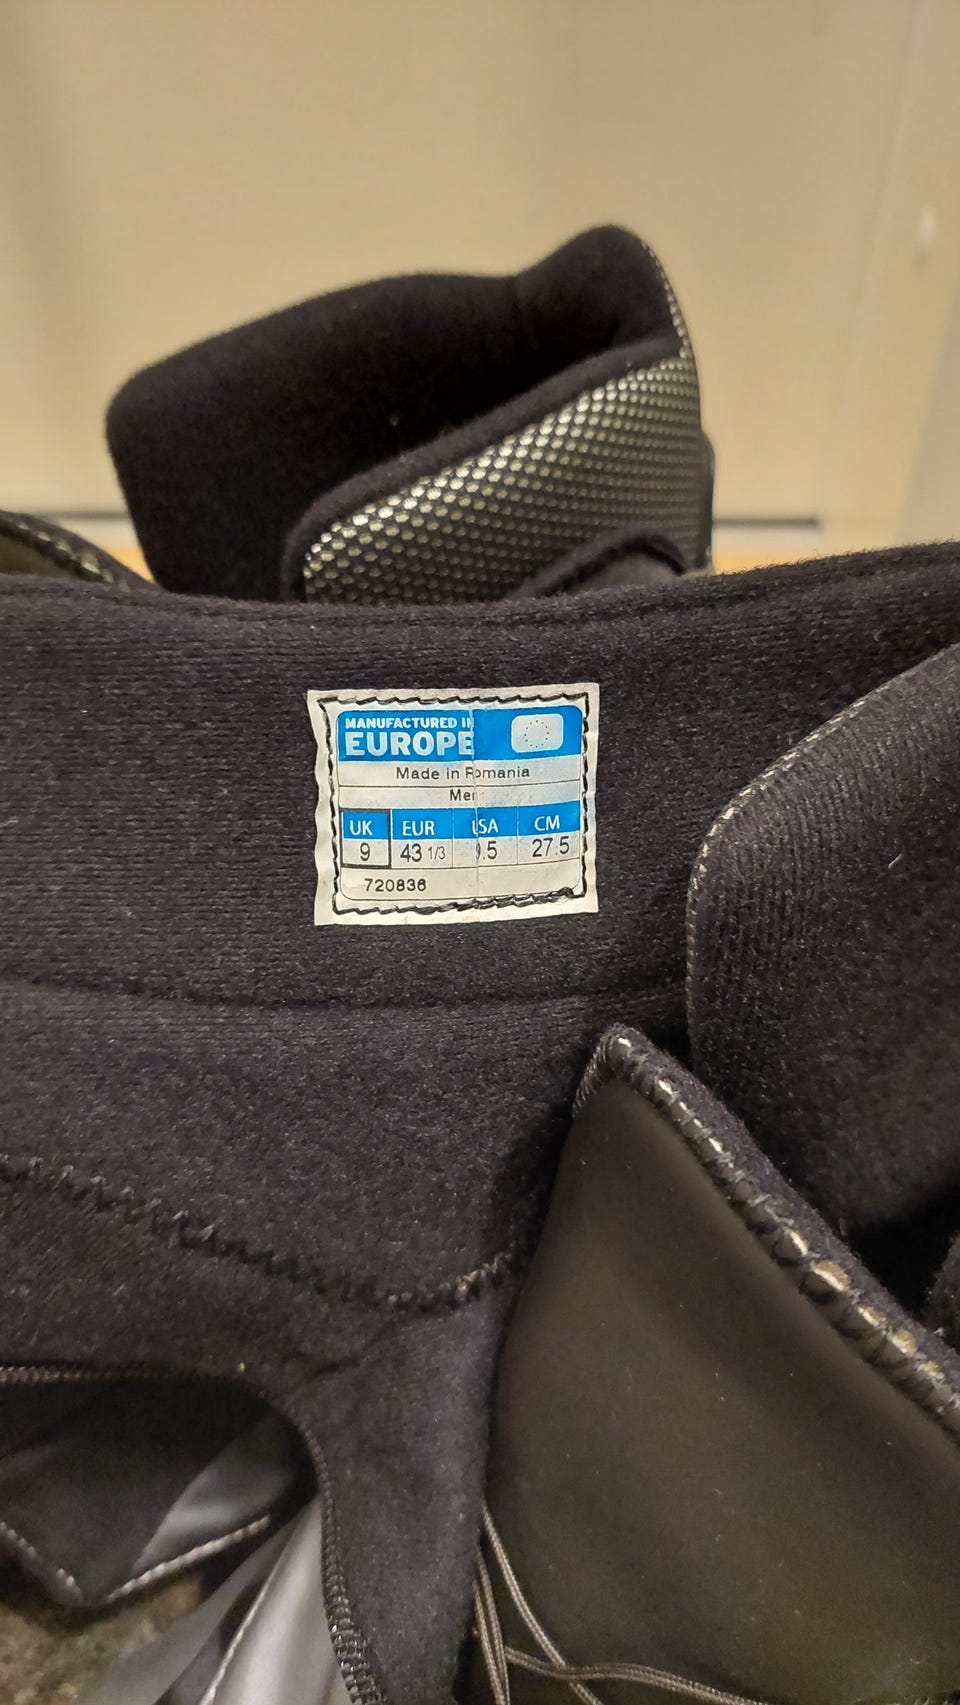 MANUFACTURED IN
EUROPE
Made in Romania
Men
UK EUR USA CM
9 43 1/3 9.5 27.5
720836